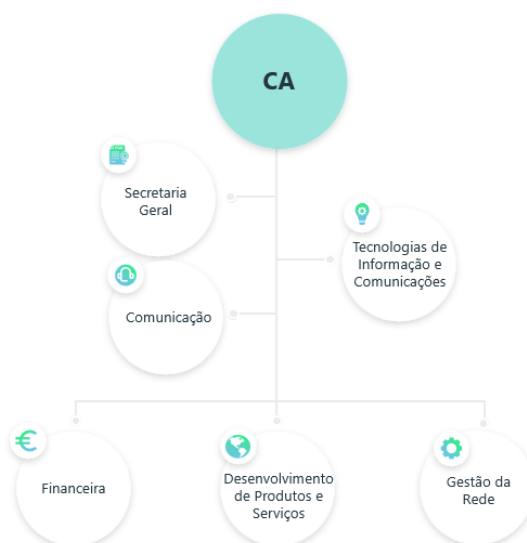 CA
Secretaria
Geral
Tecnologias de
Informação e
Comunicações
Comunicação
Financeira
Desenvolvimento
de Produtos e
Serviços
Gestão da
Rede